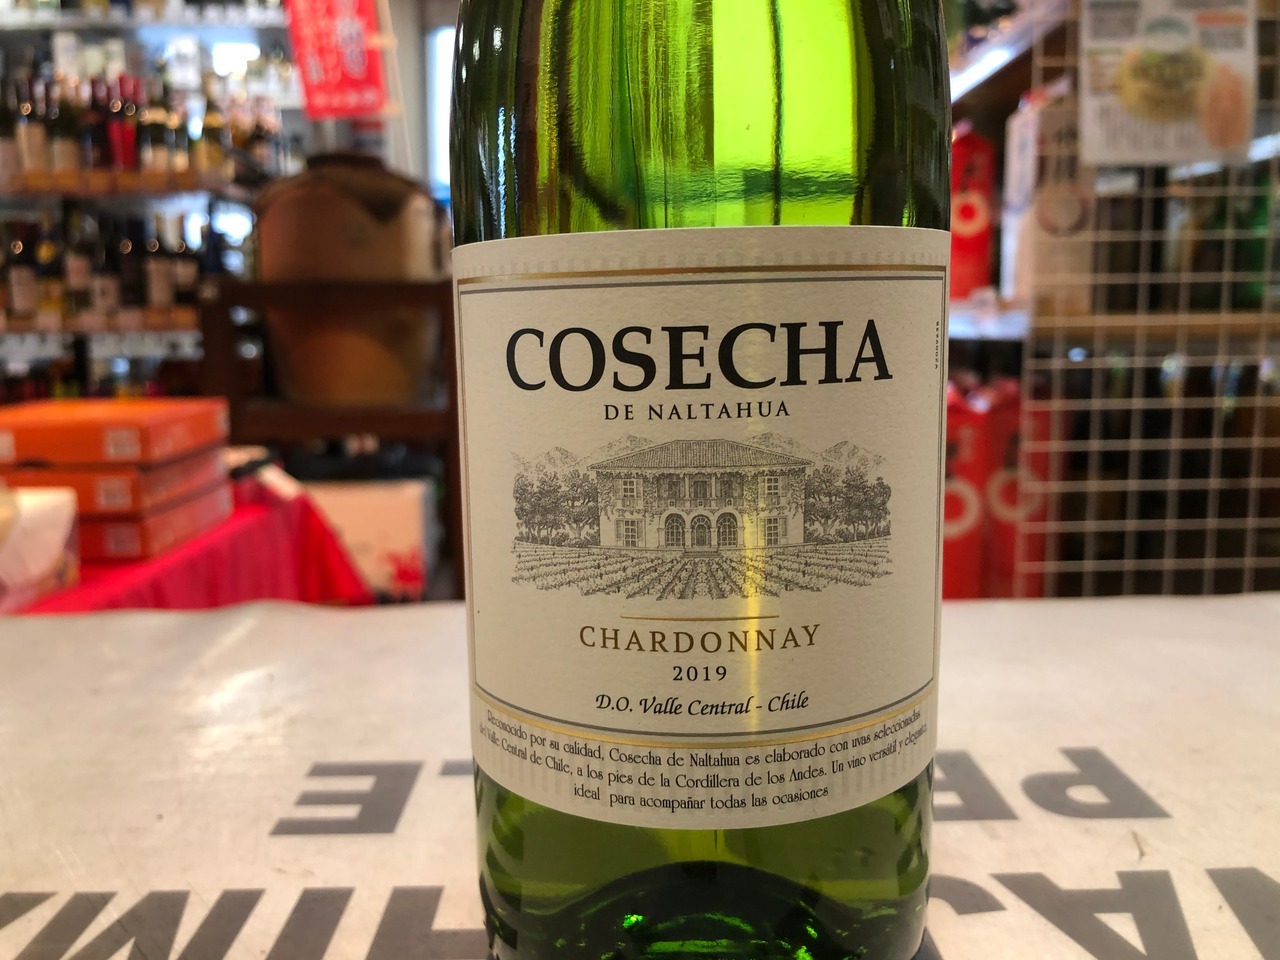 COSECHA
DE NALTAHUA
CHARDONNAY
2019
D.O. Valle Central - Chile
Reconocido por su calidad, Cosecha de Naltahua es elaborado con uvas seleccionadas
del Valle Central de Chile, a los pies de la Cordillera de los Andes. Un vino versátil y elegante,
ideal para acompañar todas las ocasiones